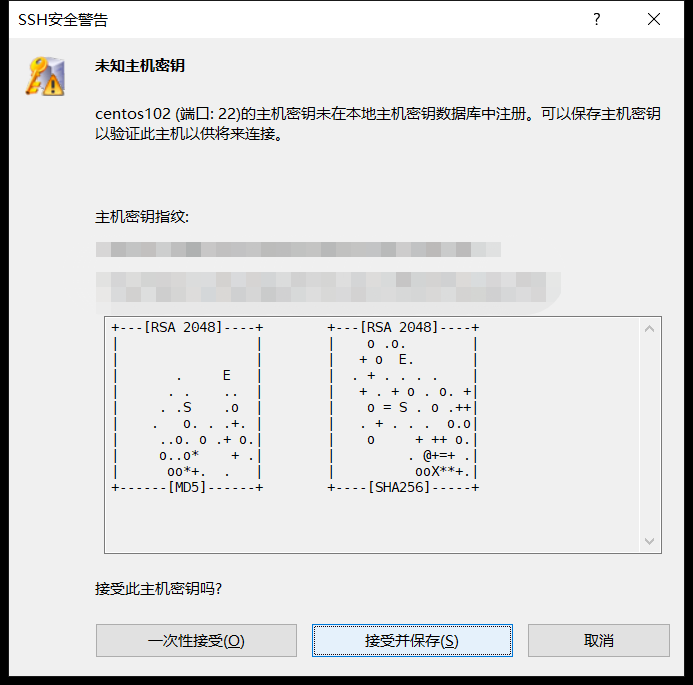 SSH安全警告
未知主机密钥
centos102 (端口: 22)的主机密钥未在本地主机密钥数据库中注册。可以保存主机密钥
以验证此主机以供将来连接。
主机密钥指纹:
+---[RSA 2048]----+        +---[RSA 2048]----+
|                 |        |    o .o.        |
|                 |        |   + o  E.       |
|       .     E   |        |  . + . . . .    |
|      . .    ..  |        |   + . + o . o. +|
|     . .S    .o  |        |    o = S . o .++|
|    .   o. . .+. |        |   . + . . .  o.o|
|     ..o. o .+ o.|        |    o     + ++ o.|
|     o..o*    + .|        |         . @+=+ .|
|      oo*+.  .   |        |          ooX**+.|
+------[MD5]------+        +----[SHA256]-----+
接受此主机密钥吗?
一次性接受(O) 接受并保存(S) 取消